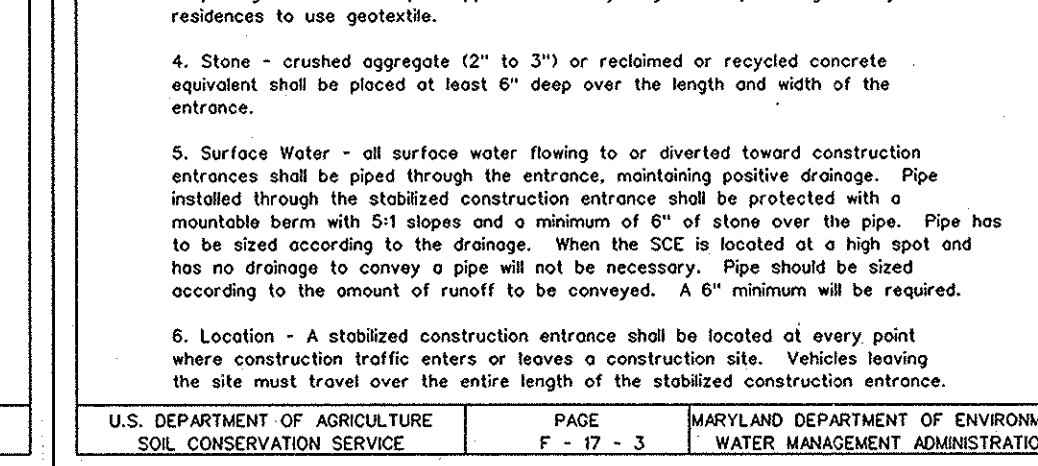 residences to use geotextile.
4. Stone - crushed aggregate (2" to 3") or reclaimed or recycled concrete
equivalent shall be placed at least 6" deep over the length and width of the
entrance.
5. Surface Water - all surface water flowing to or diverted toward construction
entrances shall be piped through the entrance, maintaining positive drainage. Pipe
installed through the stabilized construction entrance shall be protected with a
mountable berm with 5:1 slopes and a minimum of 6" of stone over the pipe. Pipe has
to be sized according to the drainage. When the SCE is located at a high spot and
has no drainage to convey a pipe will not be necessary. Pipe should be sized
according to the amount of runoff to be conveyed. A 6" minimum will be required.
6. Location - A stabilized construction entrance shall be located at every point
where construction traffic enters or leaves a construction site. Vehicles leaving
the site must travel over the entire length of the stabilized construction entrance.
U.S. DEPARTMENT OF AGRICULTURE
SOIL CONSERVATION SERVICE
PAGE
F - 17 - 3
MARYLAND DEPARTMENT OF ENVIRONM
WATER MANAGEMENT ADMINISTRATIO